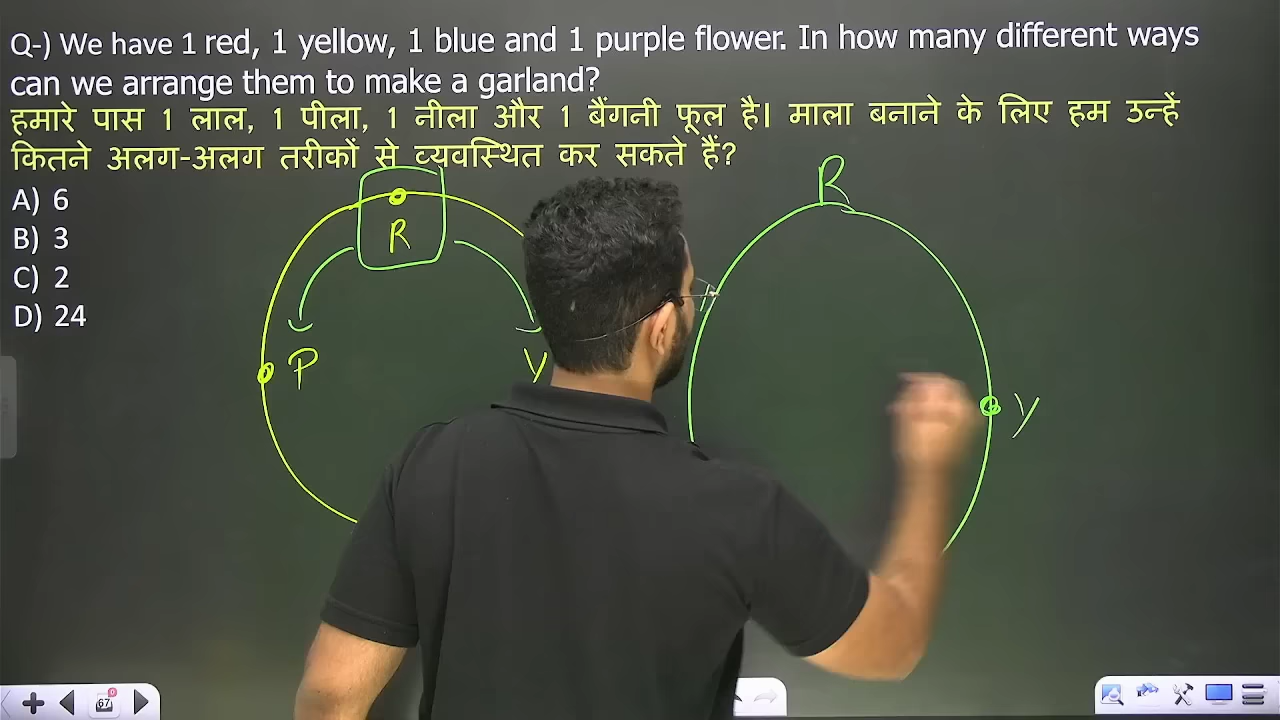 Q-) We have 1 red, 1 yellow, 1 blue and 1 purple flower. In how many different ways
can we arrange them to make a garland?
हमारे पास 1 लाल, 1 पीला, 1 नीला और 1 बैंगनी फूल है। माला बनाने के लिए हम उन्हें
कितने अलग-अलग तरीकों से व्यवस्थित कर सकते हैं?
A) 6
B) 3
C) 2
D) 24
R
R
P
y
y
67